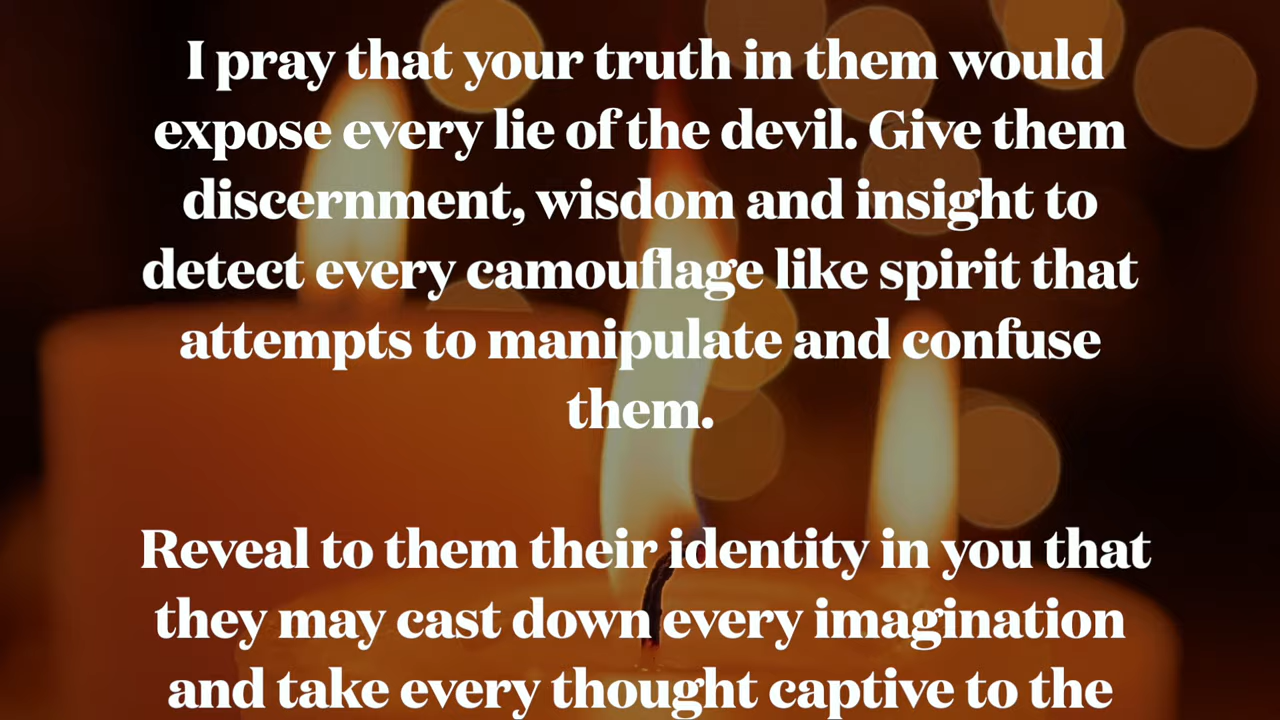 I pray that your truth in them would
expose every lie of the devil. Give them
discernment, wisdom and insight to
detect every camouflage like spirit that
attempts to manipulate and confuse
them.
Reveal to them their identity in you that
they may cast down every imagination
and take every thought captive to the